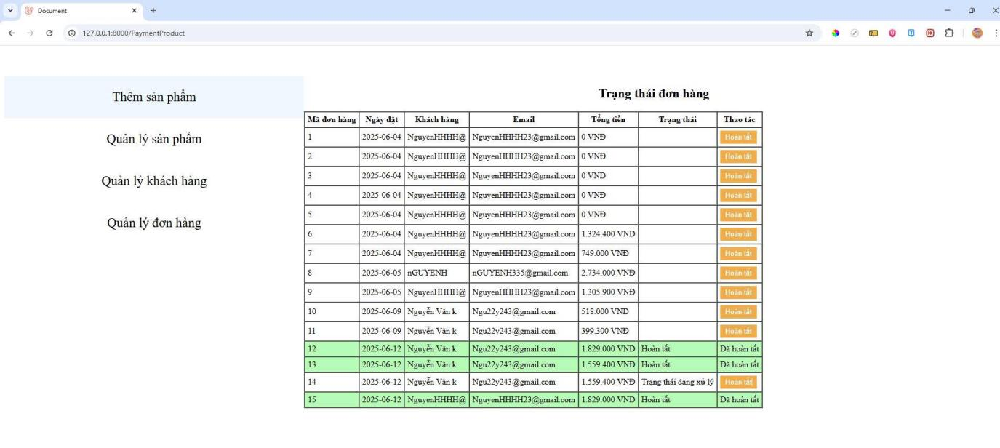 Document
127.0.0.1:8000/PaymentProduct
Thêm sản phẩm
Quản lý sản phẩm
Quản lý khách hàng
Quản lý đơn hàng
Trạng thái đơn hàng
Mã đơn hàng Ngày đặt Khách hàng Email Tổng tiền Trạng thái Thao tác
1 2025-06-04 NguyenHHHH@ NguyenHHHH23@gmail.com 0 VNĐ Hoàn tất
2 2025-06-04 NguyenHHHH@ NguyenHHHH23@gmail.com 0 VNĐ Hoàn tất
3 2025-06-04 NguyenHHHH@ NguyenHHHH23@gmail.com 0 VNĐ Hoàn tất
4 2025-06-04 NguyenHHHH@ NguyenHHHH23@gmail.com 0 VNĐ Hoàn tất
5 2025-06-04 NguyenHHHH@ NguyenHHHH23@gmail.com 0 VNĐ Hoàn tất
6 2025-06-04 NguyenHHHH@ NguyenHHHH23@gmail.com 1.324.400 VNĐ Hoàn tất
7 2025-06-04 NguyenHHHH@ NguyenHHHH23@gmail.com 749.000 VNĐ Hoàn tất
8 2025-06-05 nGUYENH nGUYENH335@gmail.com 2.734.000 VNĐ Hoàn tất
9 2025-06-05 NguyenHHHH@ NguyenHHHH23@gmail.com 1.305.900 VNĐ Hoàn tất
10 2025-06-09 Nguyễn Văn k Ngu22y243@gmail.com 518.000 VNĐ Hoàn tất
11 2025-06-09 Nguyễn Văn k Ngu22y243@gmail.com 399.300 VNĐ Hoàn tất
12 2025-06-12 Nguyễn Văn k Ngu22y243@gmail.com 1.829.000 VNĐ Hoàn tất Đã hoàn tất
13 2025-06-12 Nguyễn Văn k Ngu22y243@gmail.com 1.559.400 VNĐ Hoàn tất Đã hoàn tất
14 2025-06-12 Nguyễn Văn k Ngu22y243@gmail.com 1.559.400 VNĐ Trạng thái đang xử lý Hoàn tất
15 2025-06-12 NguyenHHHH@ NguyenHHHH23@gmail.com 1.829.000 VNĐ Hoàn tất Đã hoàn tất